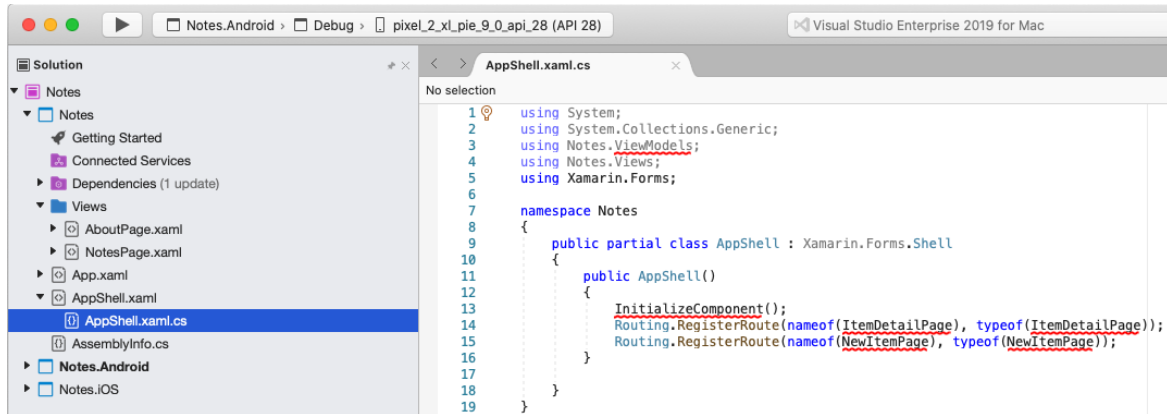 Notes.Android › Debug › pixel_2_xl_pie_9_0_api_28 (API 28)
Visual Studio Enterprise 2019 for Mac
Solution
Notes
Notes
Getting Started
Connected Services
Dependencies (1 update)
Views
AboutPage.xaml
NotesPage.xaml
App.xaml
AppShell.xaml
AppShell.xaml.cs
AssemblyInfo.cs
Notes.Android
Notes.iOS
AppShell.xaml.cs
No selection
1 using System;
2 using System.Collections.Generic;
3 using Notes.ViewModels;
4 using Notes.Views;
5 using Xamarin.Forms;
6
7 namespace Notes
8 {
9 public partial class AppShell : Xamarin.Forms.Shell
10 {
11 public AppShell()
12 {
13 InitializeComponent();
14 Routing.RegisterRoute(nameof(ItemDetailPage), typeof(ItemDetailPage));
15 Routing.RegisterRoute(nameof(NewItemPage), typeof(NewItemPage));
16 }
17
18 }
19 }